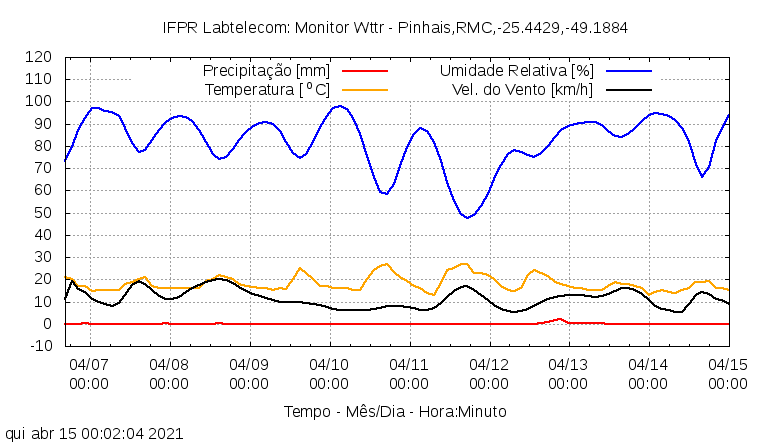 IFPR Labtelecom: Monitor Wttr - Pinhais,RMC,-25.4429,-49.1884
120
110
100
90
80
70
60
50
40
30
20
10
0
-10
Precipitação [mm]
Temperatura [ ⁰C]
Umidade Relativa [%]
Vel. do Vento [km/h]
04/07 04/08 04/09 04/10 04/11 04/12 04/13 04/14 04/15
00:00 00:00 00:00 00:00 00:00 00:00 00:00 00:00 00:00
Tempo - Mês/Dia - Hora:Minuto
qui abr 15 00:02:04 2021